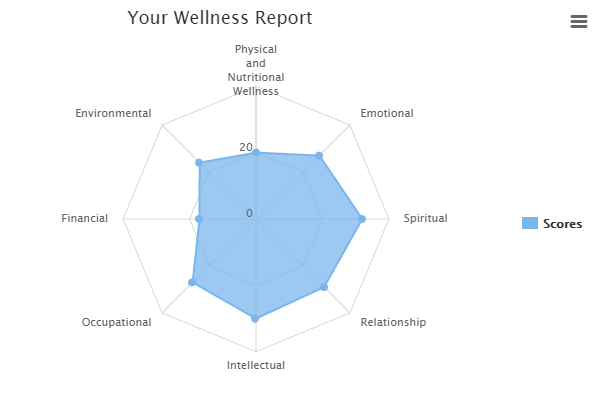 Your Wellness Report
Physical
and
Nutritional
Wellness
Environmental
Emotional
20
Financial
0
Spiritual
Scores
Occupational
Relationship
Intellectual